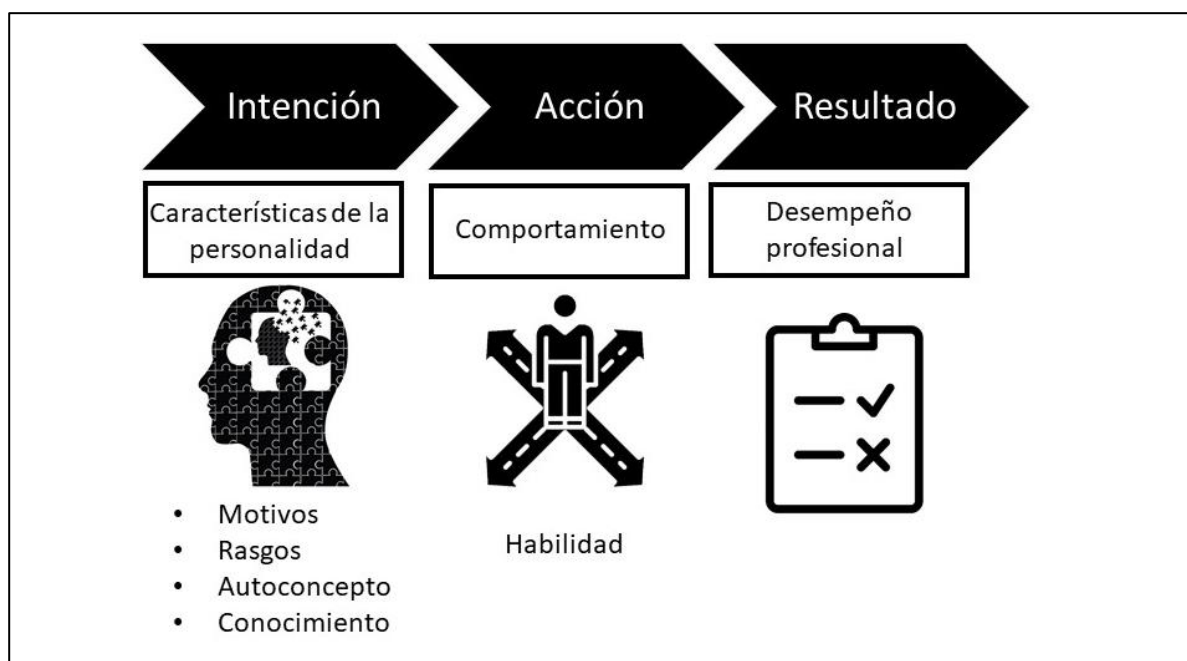 Intención
Acción
Resultado
Características de la
personalidad
Comportamiento
Desempeño
profesional
• Motivos
• Rasgos
• Autoconcepto
• Conocimiento
Habilidad